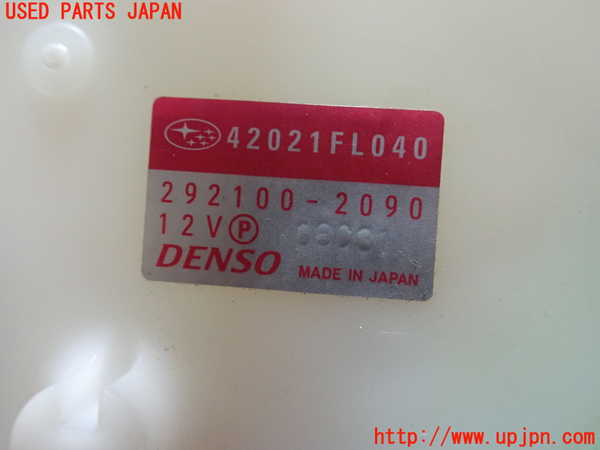 USED PARTS JAPAN
42021FL040
292100-2090
12V Ⓟ
DENSO MADE IN JAPAN
http://www.upjpn.com/